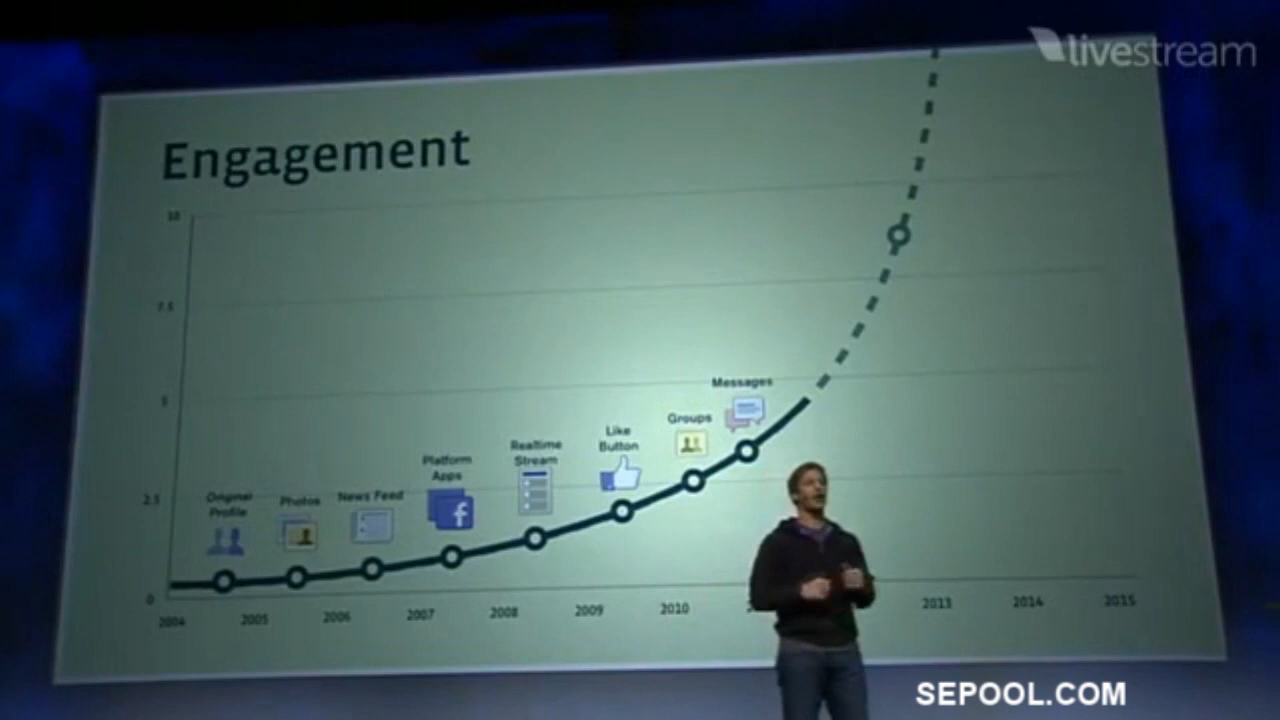 livestream
Engagement
10
7.5
5
2.5
0
Messages
Groups
Like
Button
Realtime
Stream
Platform
Apps
News Feed
Photos
Original
Profile
2004
2005
2006
2007
2008
2009
2010
2013
2014
2015
SEPOOL.COM